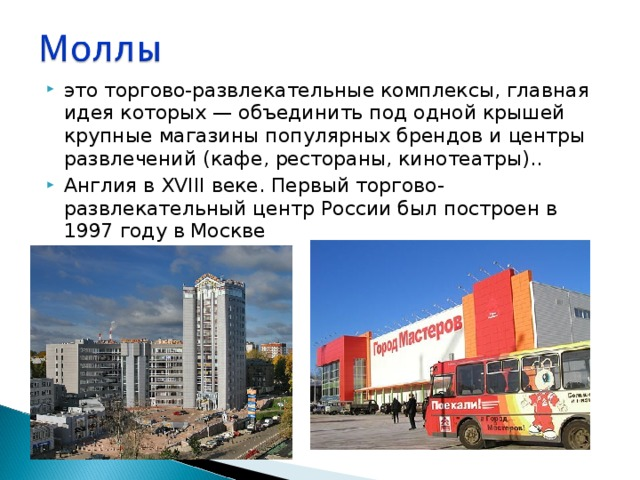 Моллы
это торгово-развлекательные комплексы, главная
идея которых — объединить под одной крышей
крупные магазины популярных брендов и центры
развлечений (кафе, рестораны, кинотеатры)..
Англия в XVIII веке. Первый торгово-
развлекательный центр России был построен в
1997 году в Москве
Город Мастеров
Поехали!
Город
Мастеров!